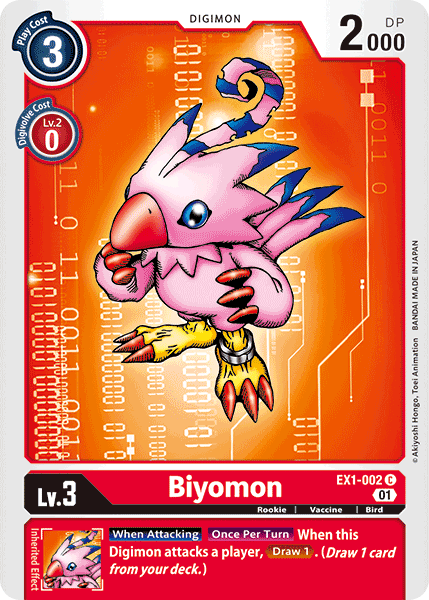 Play Cost
3
DIGIMON
DP
2000
Digivolve Cost
Lv.2
0
© Akiyoshi Hongo, Toei Animation BANDAI MADE IN JAPAN
Lv.3
Biyomon
EX1-002 C
01
Rookie | Vaccine | Bird
Inherited Effect
When Attacking Once Per Turn When this
Digimon attacks a player, Draw 1. (Draw 1 card
from your deck.)